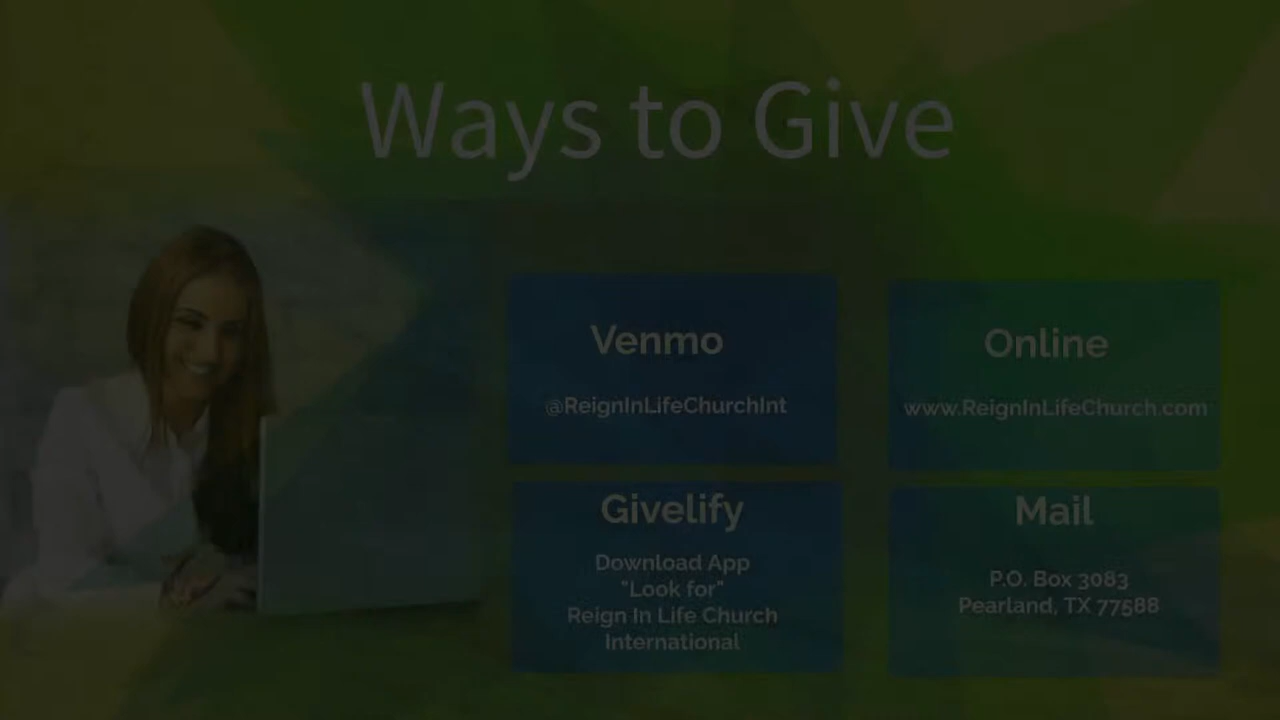 Ways to Give
Venmo
@ReignInLifeChurchInt
Online
www.ReignInLifeChurch.com
Givelify
Download App
"Look for"
Reign In Life Church
International
Mail
P.O. Box 3083
Pearland, TX 77588